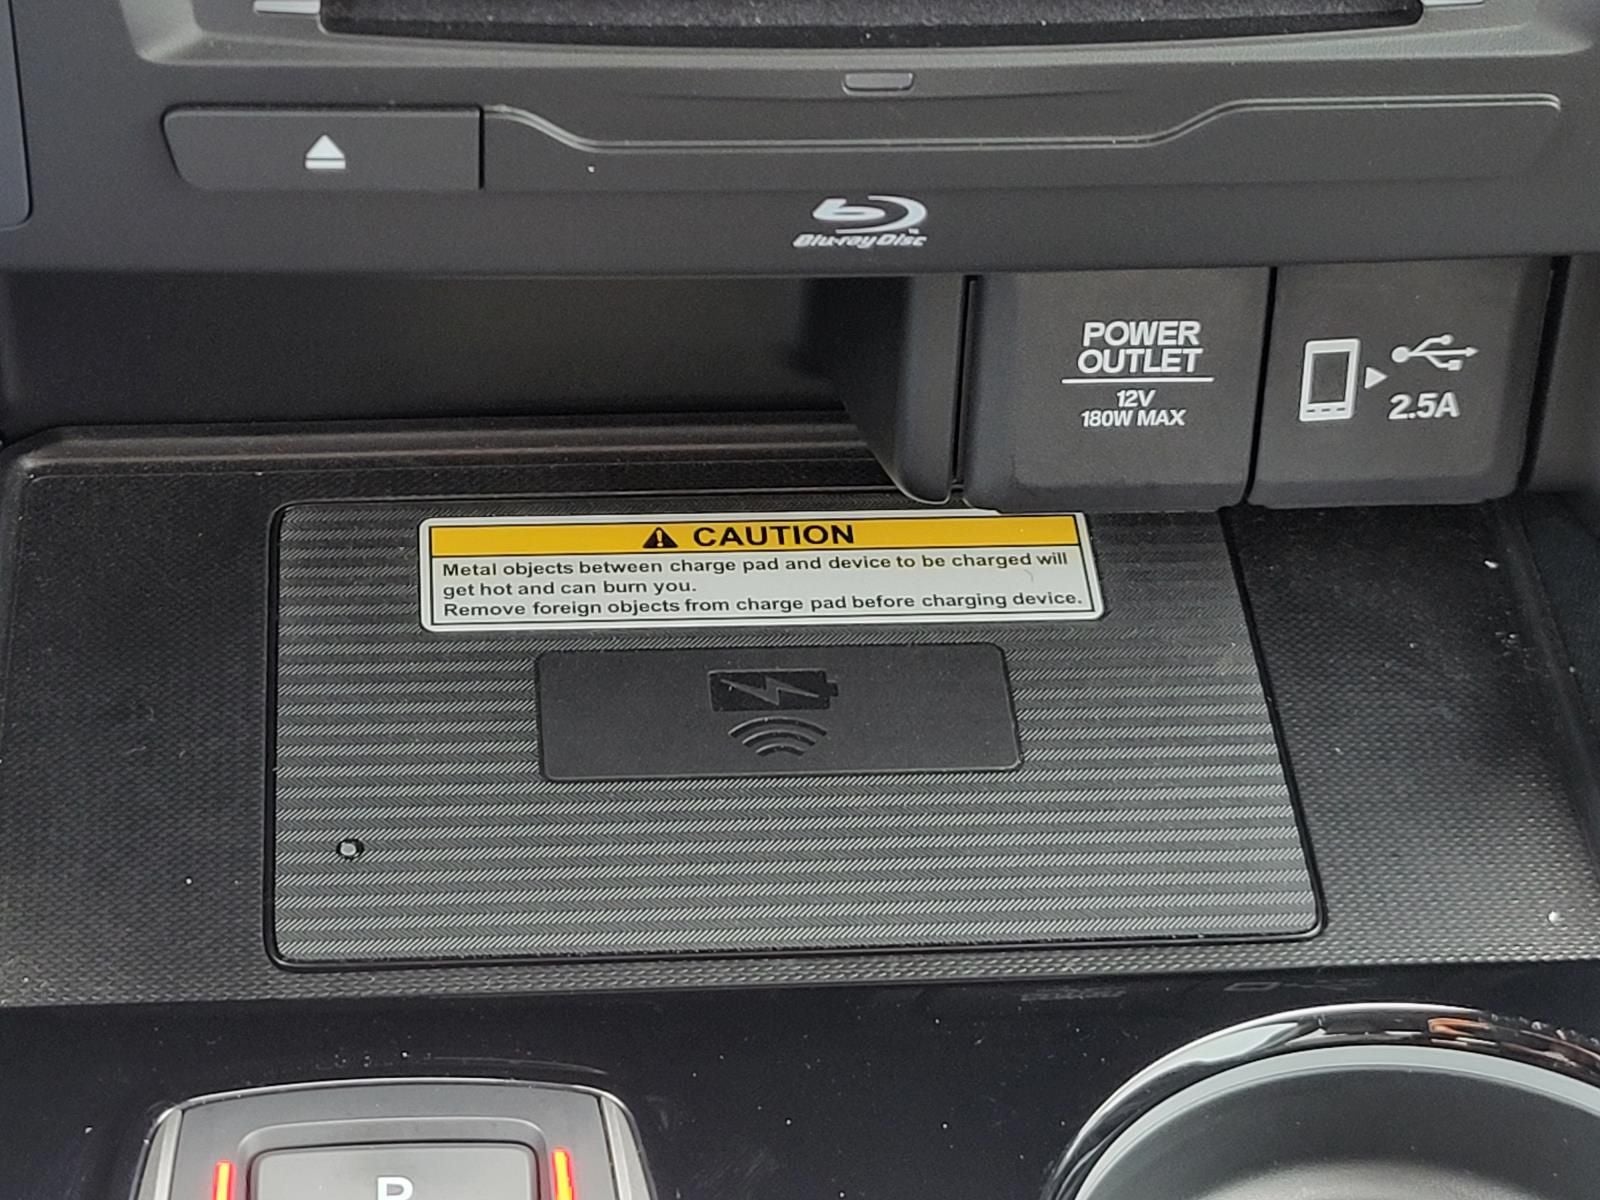 Blu-ray Disc
TM
POWER
OUTLET
12V
180W MAX
2.5A
CAUTION
Metal objects between charge pad and device to be charged will
get hot and can burn you.
Remove foreign objects from charge pad before charging device.
P